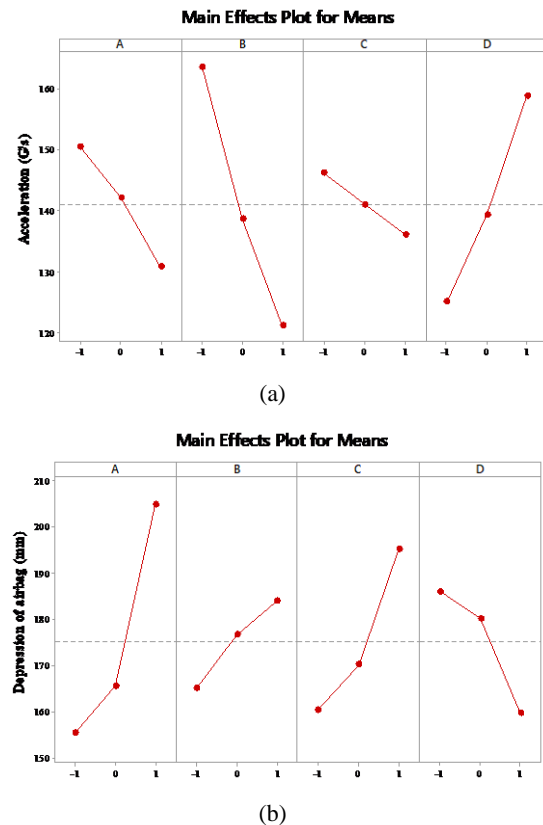 Main Effects Plot for Means
A B C D
Acceleration (G's)
160
150
140
130
120
-1 0 1 -1 0 1 -1 0 1 -1 0 1
(a)
Main Effects Plot for Means
A B C D
Depression of airbag (mm)
210
200
190
180
170
160
150
-1 0 1 -1 0 1 -1 0 1 -1 0 1
(b)